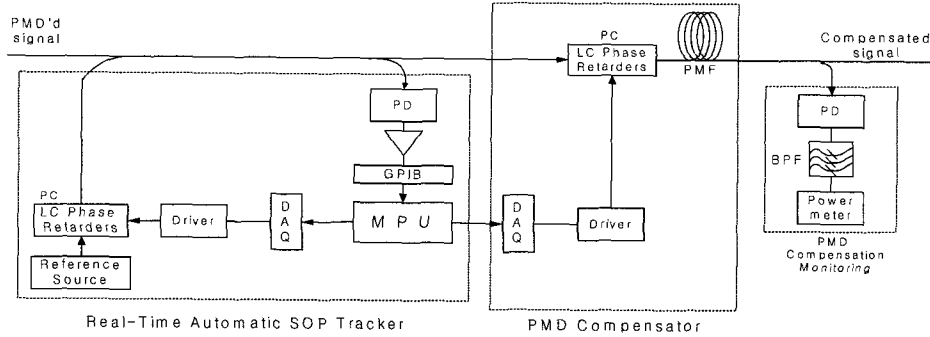 PMD'd
signal
PC
LC Phase
Retarders
PMF
Compensated
signal
PD
GPIB
MPU
DAQ
Driver
PC
LC Phase
Retarders
Reference
Source
DAQ
Driver
PD
BPF
Power
meter
PMD
Compensation
Monitoring
Real-Time Automatic SOP Tracker
PMD Compensator